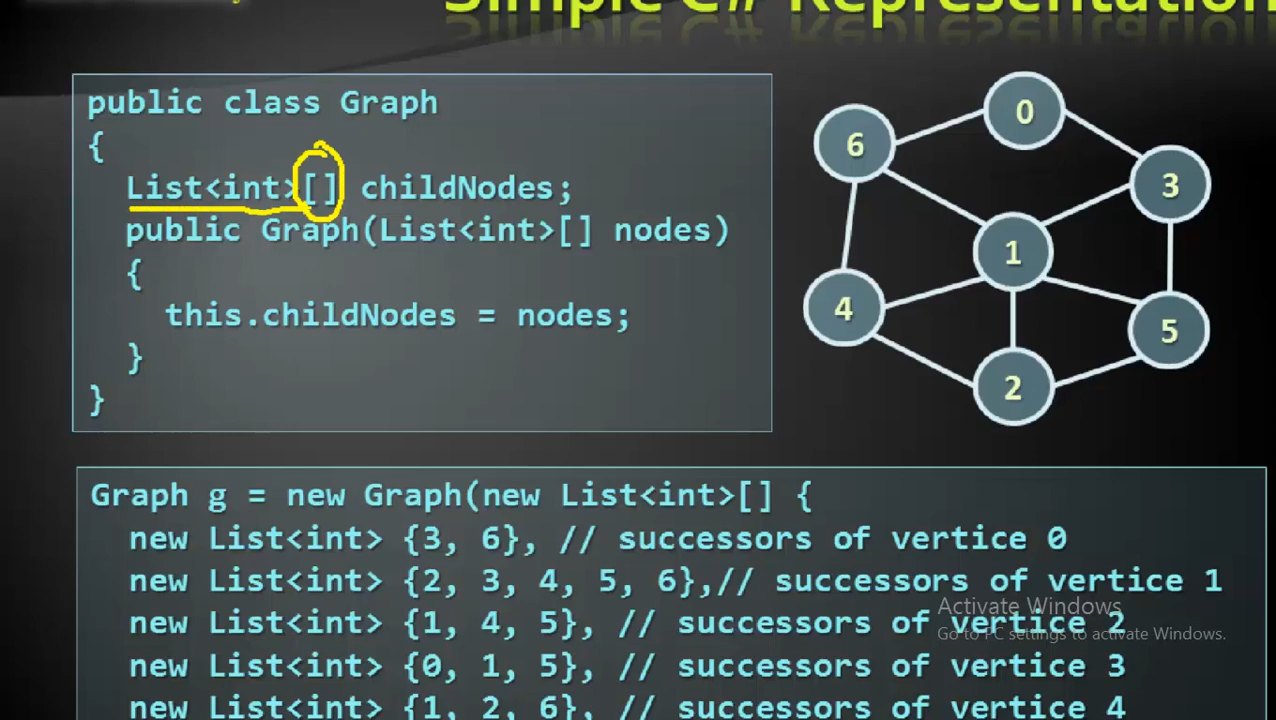 Simple C# Representation
public class Graph
{
List<int>[] childNodes;
public Graph(List<int>[] nodes)
{
this.childNodes = nodes;
}
}
0
6
3
1
4
5
2
Graph g = new Graph(new List<int>[] {
new List<int> {3, 6}, // successors of vertice 0
new List<int> {2, 3, 4, 5, 6},// successors of vertice 1
new List<int> {1, 4, 5}, // successors of vertice 2
new List<int> {0, 1, 5}, // successors of vertice 3
new List<int> {1, 2, 6}, // successors of vertice 4
Activate Windows
Go to PC settings to activate Windows.